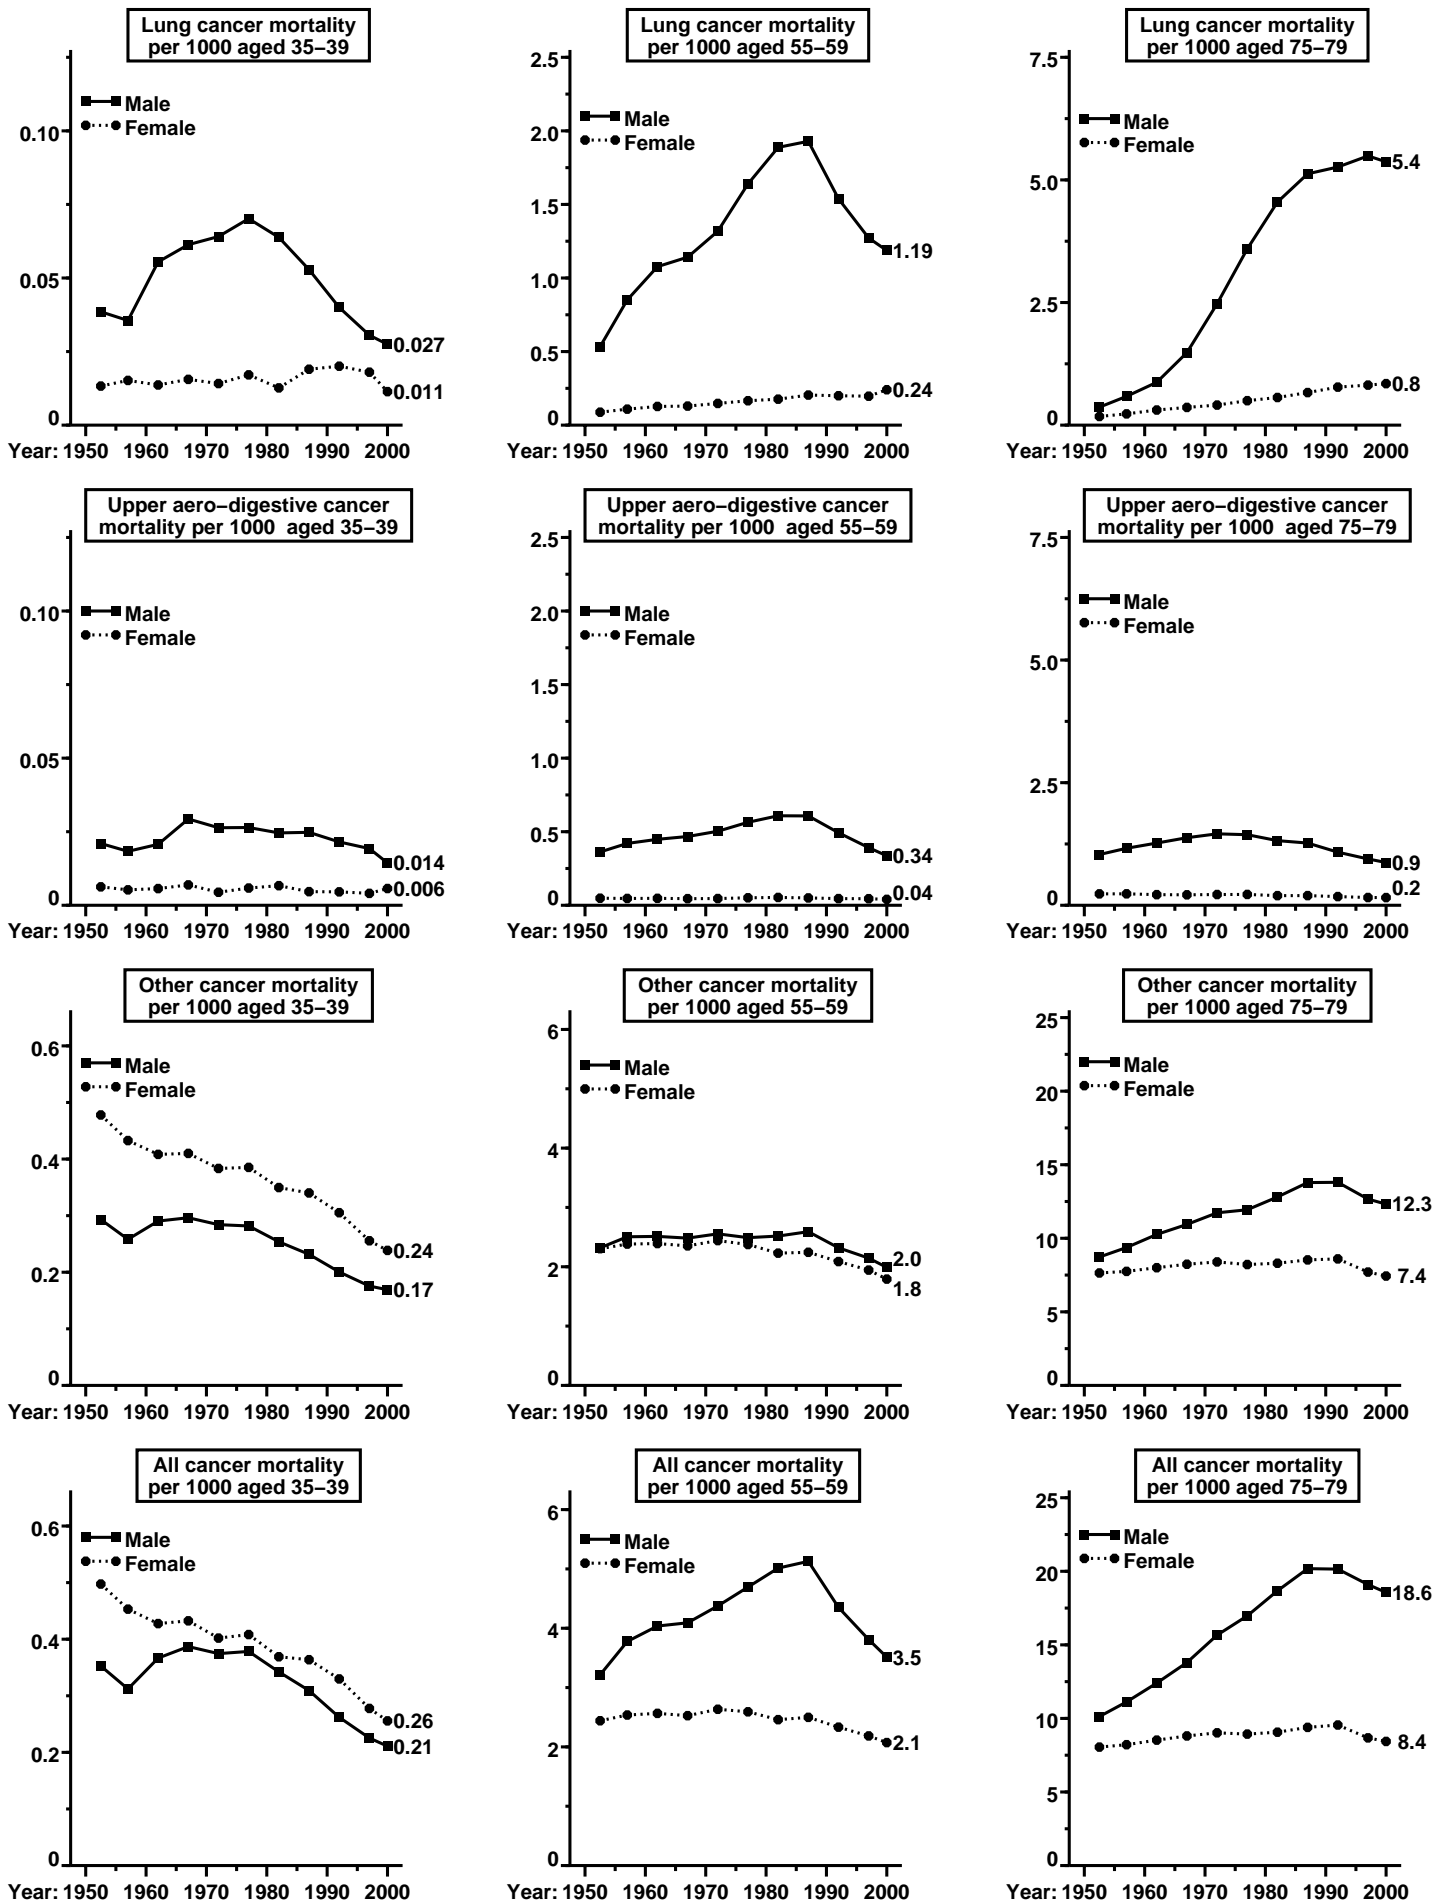 Lung cancer mortality
per 1000 aged 35–39
0.10
0.05
0
Male
Female
0.027
0.011
Year: 1950 1960 1970 1980 1990 2000
Lung cancer mortality
per 1000 aged 55–59
2.5
2.0
1.5
1.0
0.5
0
Male
Female
1.19
0.24
Year: 1950 1960 1970 1980 1990 2000
Lung cancer mortality
per 1000 aged 75–79
7.5
5.0
2.5
0
Male
Female
5.4
0.8
Year: 1950 1960 1970 1980 1990 2000
Upper aero–digestive cancer
mortality per 1000 aged 35–39
0.10
0.05
0
Male
Female
0.014
0.006
Year: 1950 1960 1970 1980 1990 2000
Upper aero–digestive cancer
mortality per 1000 aged 55–59
2.5
2.0
1.5
1.0
0.5
0
Male
Female
0.34
0.04
Year: 1950 1960 1970 1980 1990 2000
Upper aero–digestive cancer
mortality per 1000 aged 75–79
7.5
5.0
2.5
0
Male
Female
0.9
0.2
Year: 1950 1960 1970 1980 1990 2000
Other cancer mortality
per 1000 aged 35–39
0.6
0.4
0.2
0
Male
Female
0.24
0.17
Year: 1950 1960 1970 1980 1990 2000
Other cancer mortality
per 1000 aged 55–59
6
4
2
0
Male
Female
2.0
1.8
Year: 1950 1960 1970 1980 1990 2000
Other cancer mortality
per 1000 aged 75–79
25
20
15
10
5
0
Male
Female
12.3
7.4
Year: 1950 1960 1970 1980 1990 2000
All cancer mortality
per 1000 aged 35–39
0.6
0.4
0.2
0
Male
Female
0.26
0.21
Year: 1950 1960 1970 1980 1990 2000
All cancer mortality
per 1000 aged 55–59
6
4
2
0
Male
Female
3.5
2.1
Year: 1950 1960 1970 1980 1990 2000
All cancer mortality
per 1000 aged 75–79
25
20
15
10
5
0
Male
Female
18.6
8.4
Year: 1950 1960 1970 1980 1990 2000